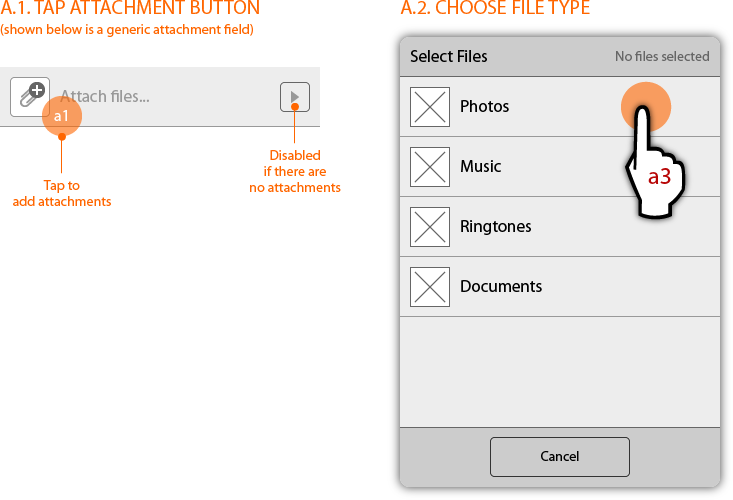 A.1. TAP ATTACHMENT BUTTON
(shown below is a generic attachment field)
Attach files...
a1
Tap to
add attachments
Disabled
if there are
no attachments
A.2. CHOOSE FILE TYPE
Select Files
No files selected
Photos
a3
Music
Ringtones
Documents
Cancel